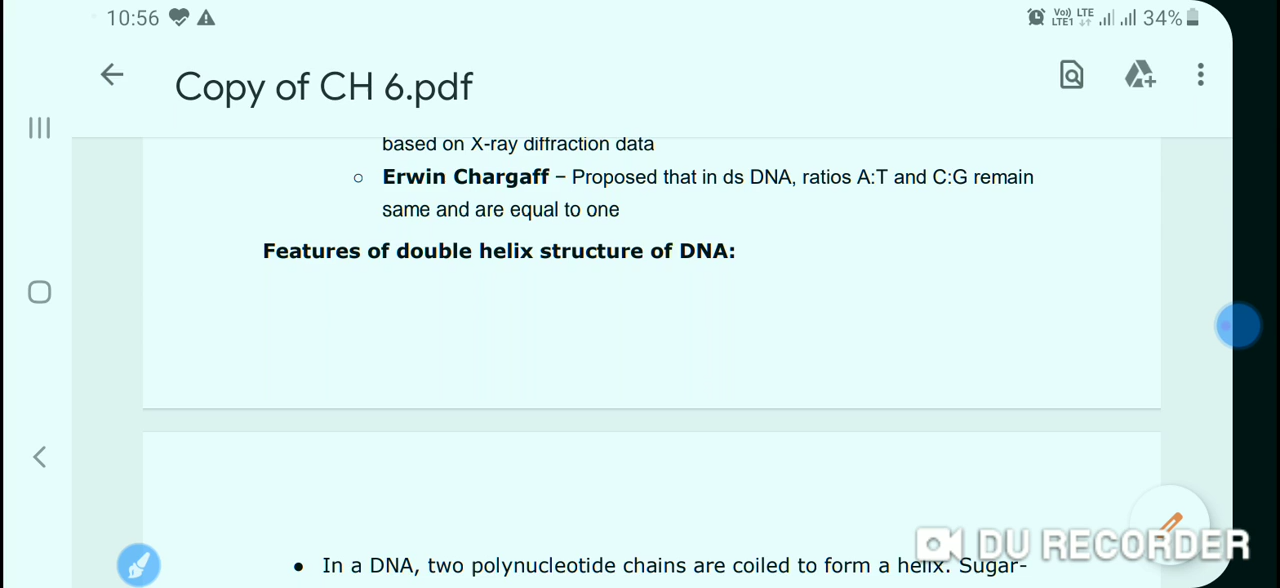 10:56
Vo)) LTE 34%
LTE1
Copy of CH 6.pdf
based on X-ray diffraction data
○ Erwin Chargaff – Proposed that in ds DNA, ratios A:T and C:G remain
same and are equal to one
Features of double helix structure of DNA:
• In a DNA, two polynucleotide chains are coiled to form a helix. Sugar-
DU RECORDER